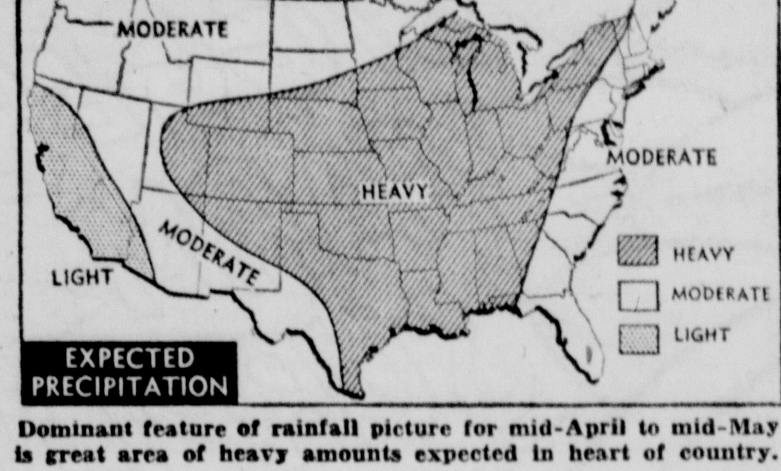 MODERATE
MODERATE
HEAVY
MODERATE
LIGHT
HEAVY
MODERATE
LIGHT
EXPECTED
PRECIPITATION
Dominant feature of rainfall picture for mid-April to mid-May
is great area of heavy amounts expected in heart of country.